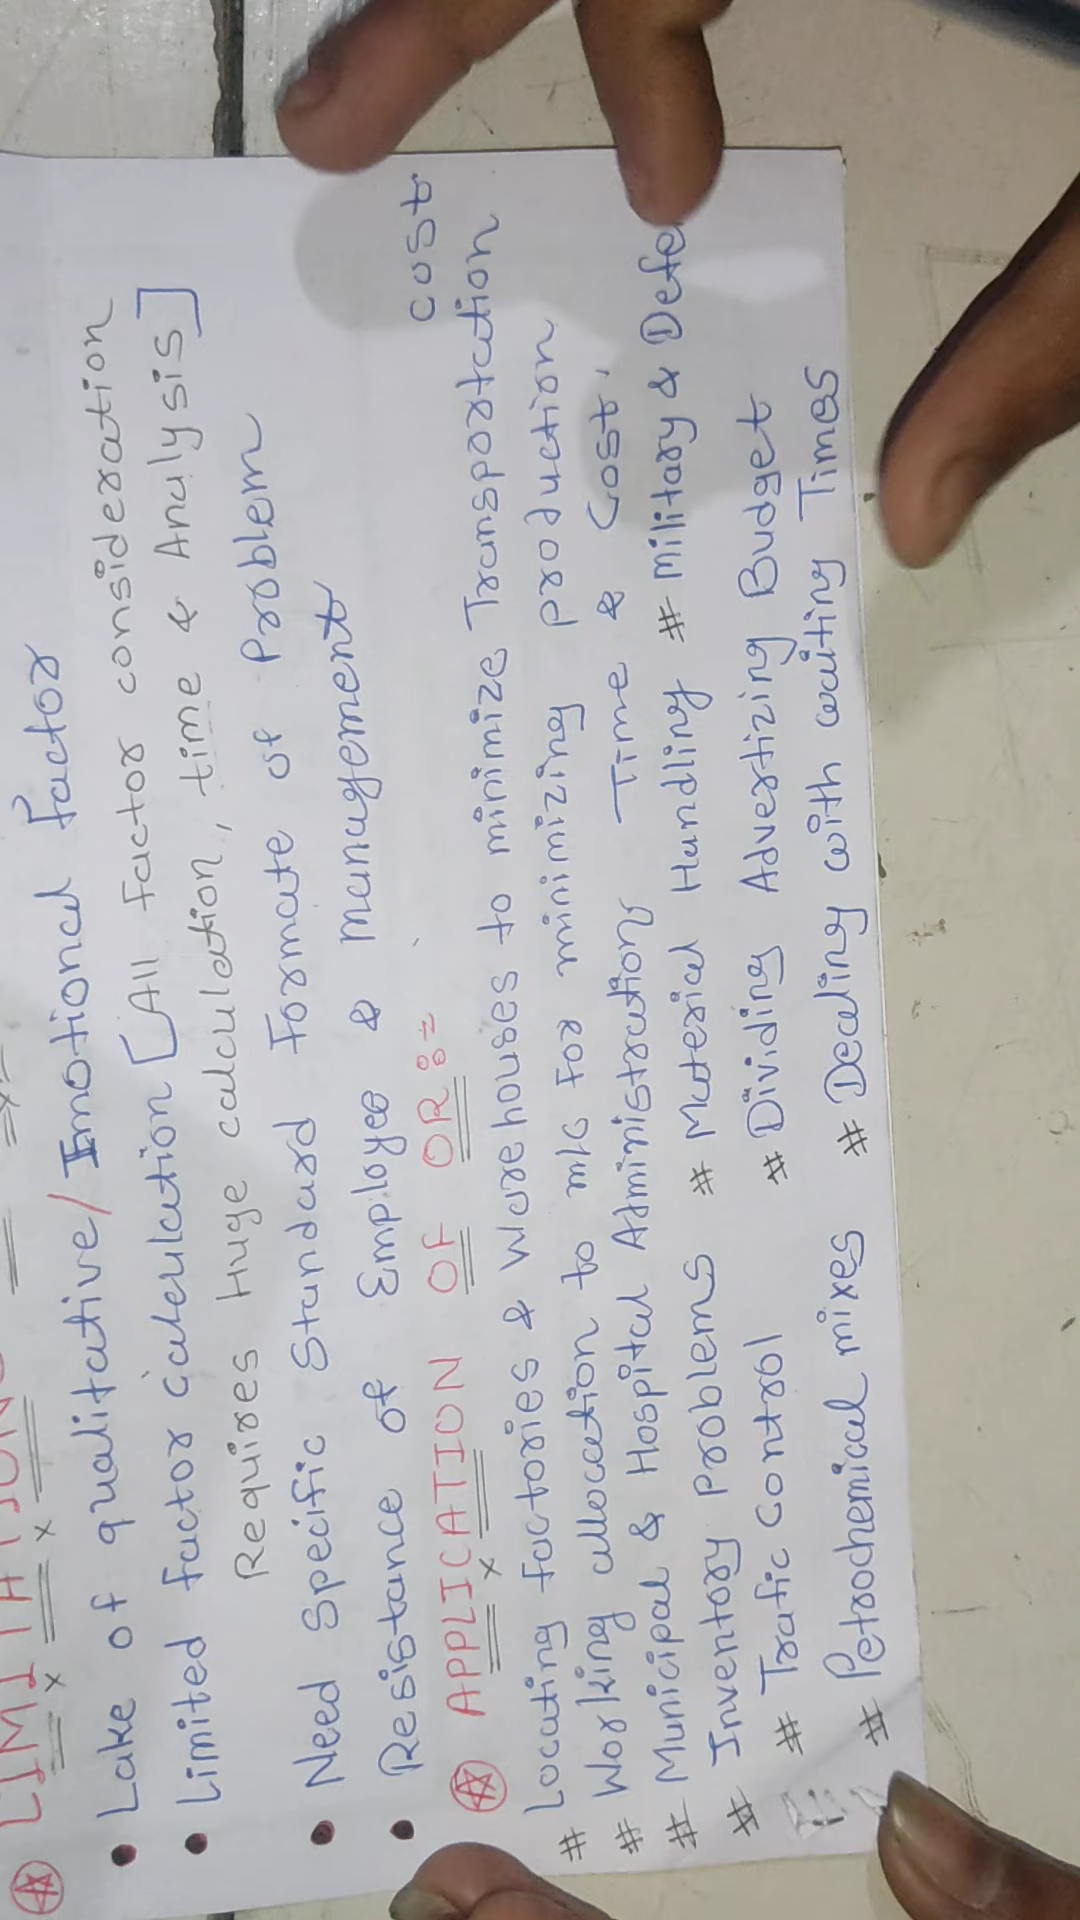 LIMITATIONS
• Lake of qualitative/Imotional factor
• Limited factor calculation [All factor consideration
Requires Huge calculation, time & Analysis]
• Need Specific Standard Formate of Problem
• Resistance of Employee & Management
APPLICATION OF OR :=
cost
# Locating factories & Warehouses to minimize Transportation
# Working allocation to m/c for minimizing production
# Municipal & Hospital Administration Time & Cost.
# Inventory Problems # Material Handling # Military & Defe
# Trafic Control # Dividing Advertizing Budget
# Petrochemical mixes # Dealing with waiting Times